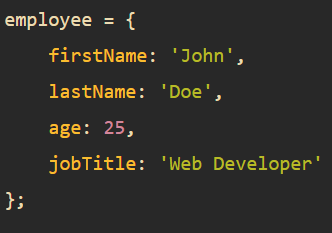 employee = {
    firstName: 'John',
    lastName: 'Doe',
    age: 25,
    jobTitle: 'Web Developer'
};